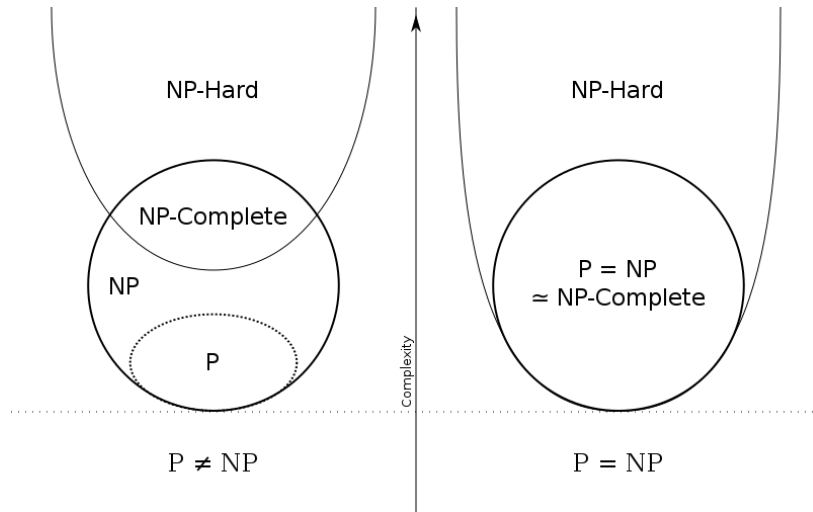 NP-Hard
NP-Complete
NP
P
P ≠ NP
Complexity
NP-Hard
P = NP
≃ NP-Complete
P = NP